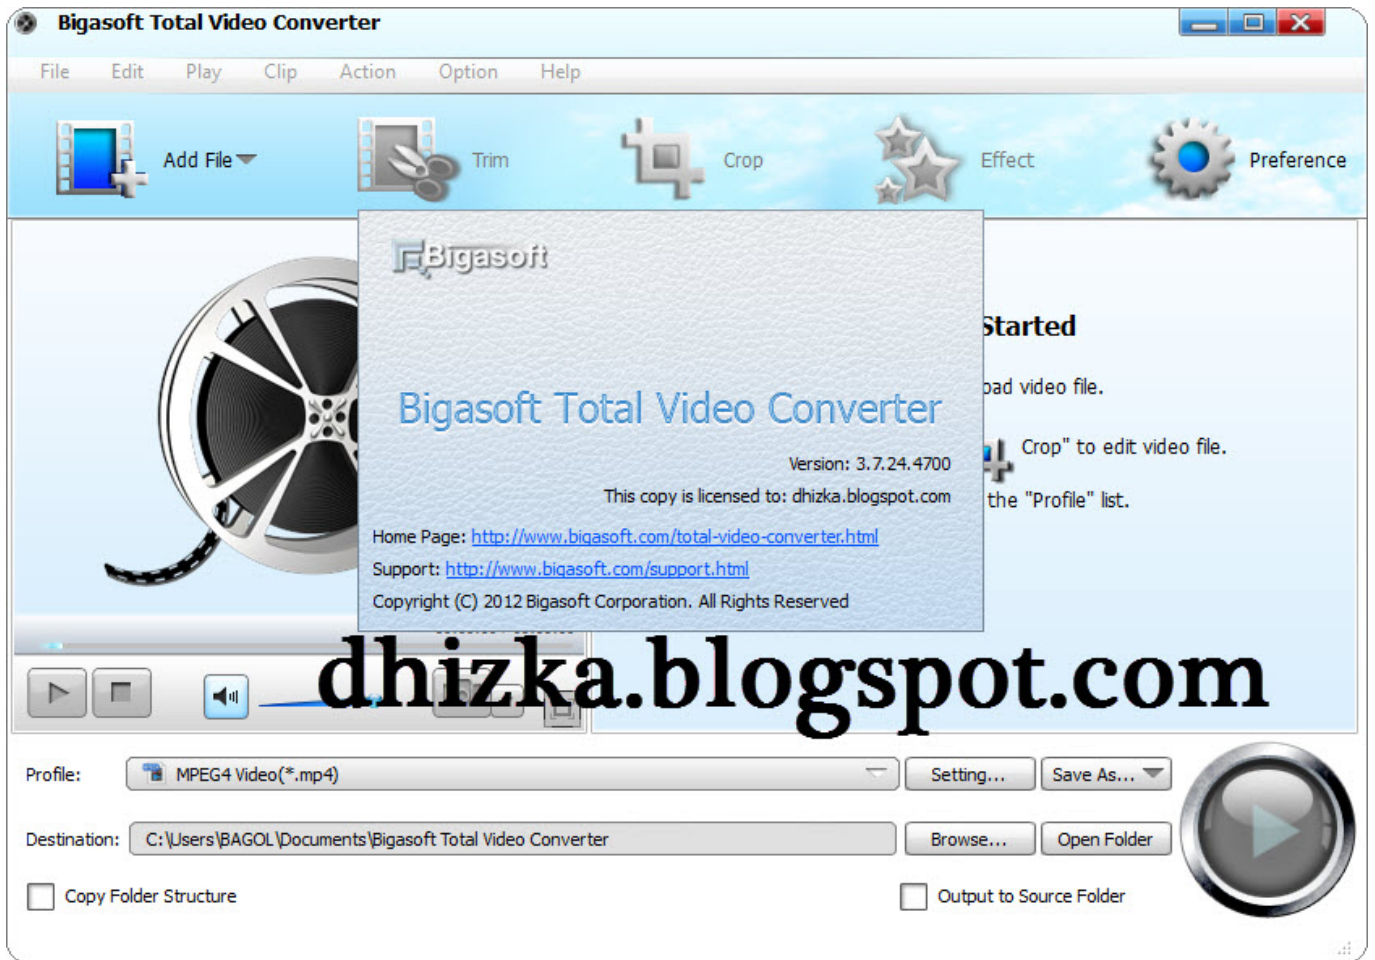 Bigasoft Total Video Converter
File Edit Play Clip Action Option Help
Add File Trim Crop Effect Preference
Bigasoft
Bigasoft Total Video Converter
Version: 3.7.24.4700
This copy is licensed to: dhizka.blogspot.com
Home Page: http://www.bigasoft.com/total-video-converter.html
Support: http://www.bigasoft.com/support.html
Copyright (C) 2012 Bigasoft Corporation. All Rights Reserved
Started
video file.
Crop" to edit video file.
the "Profile" list.
dhizka.blogspot.com
Profile: MPEG4 Video(*.mp4) Setting... Save As...
Destination: C:\Users\BAGOL\Documents\Bigasoft Total Video Converter Browse... Open Folder
Copy Folder Structure Output to Source Folder